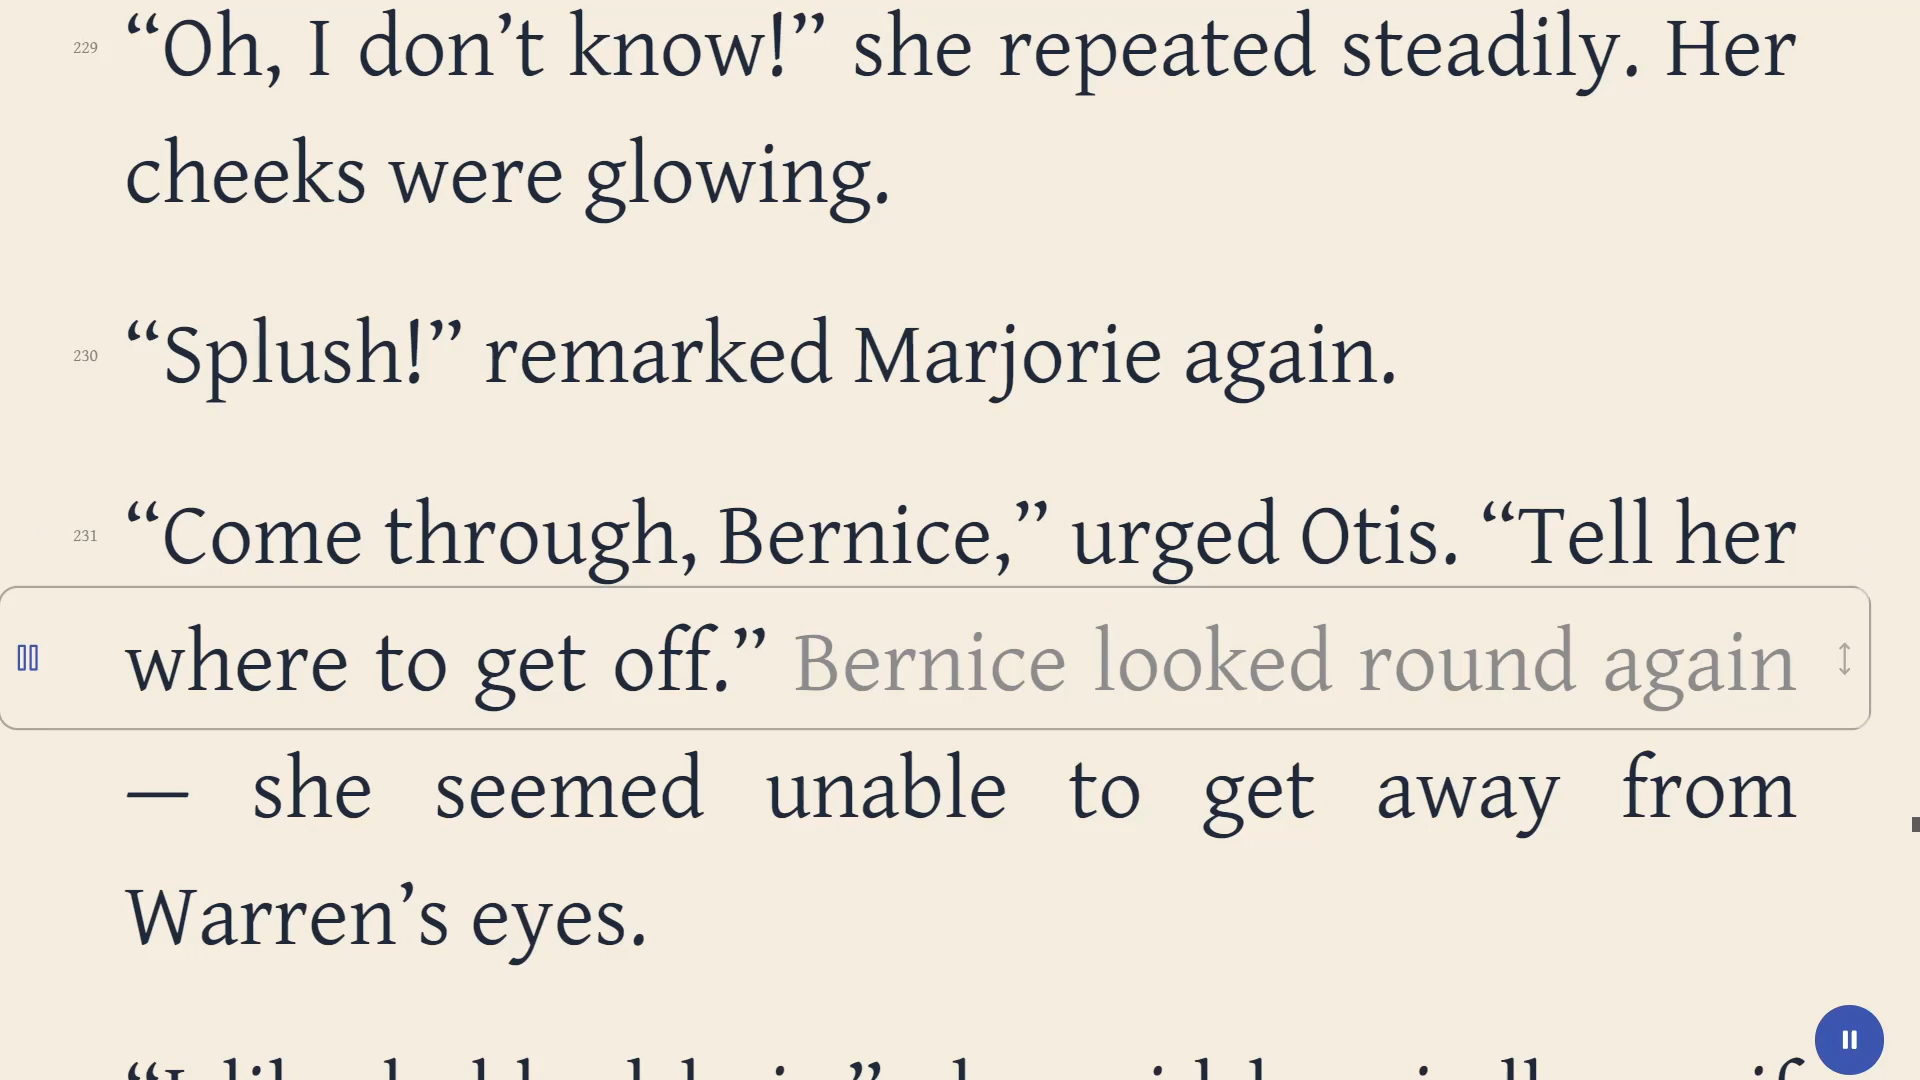 229
“Oh, I don’t know!” she repeated steadily. Her
cheeks were glowing.
230
“Splush!” remarked Marjorie again.
231
“Come through, Bernice,” urged Otis. “Tell her
where to get off.” Bernice looked round again
— she seemed unable to get away from
Warren’s eyes.